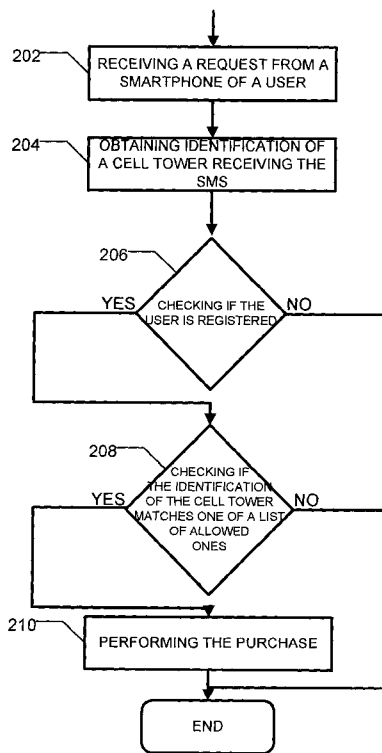 202
RECEIVING A REQUEST FROM A
SMARTPHONE OF A USER
204
OBTAINING IDENTIFICATION OF
A CELL TOWER RECEIVING THE
SMS
206
YES
CHECKING IF THE
USER IS REGISTERED
NO
208
CHECKING IF
THE IDENTIFICATION
YES
OF THE CELL TOWER
NO
MATCHES ONE OF A LIST
OF ALLOWED
ONES
210
PERFORMING THE PURCHASE
END